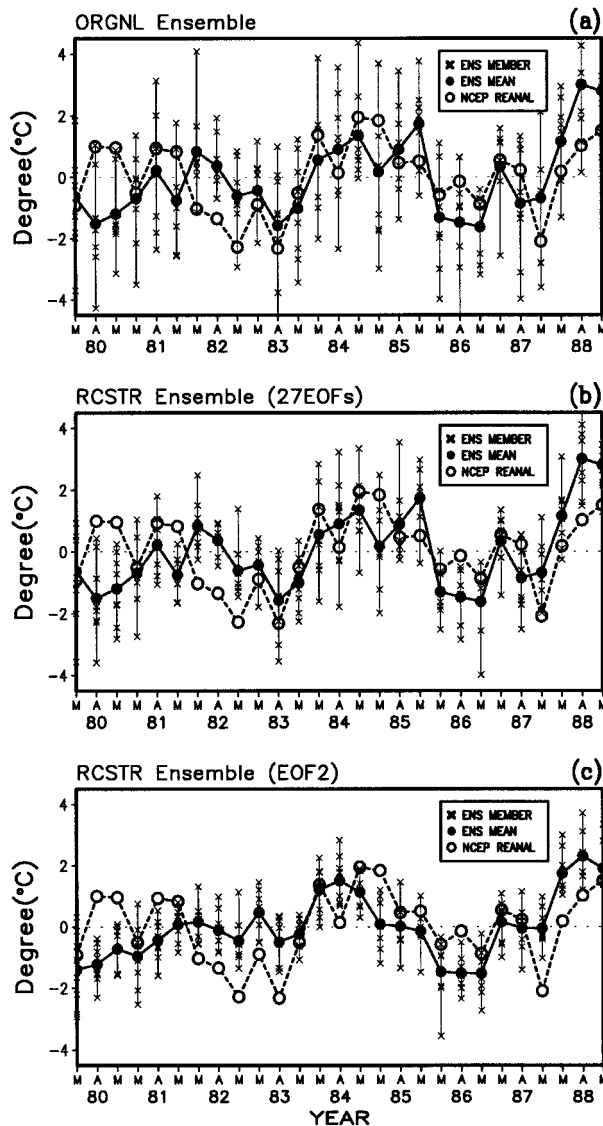 ORGNL Ensemble (a)
Degree(°C)
4
2
0
-2
-4
× ENS MEMBER
● ENS MEAN
○ NCEP REANAL
M A M M A M M A M M A M M A M M A M M A M M A M M A M
80 81 82 83 84 85 86 87 88
RCSTR Ensemble (27EOFs) (b)
Degree(°C)
4
2
0
-2
-4
× ENS MEMBER
● ENS MEAN
○ NCEP REANAL
M A M M A M M A M M A M M A M M A M M A M M A M M A M
80 81 82 83 84 85 86 87 88
RCSTR Ensemble (EOF2) (c)
Degree(°C)
4
2
0
-2
-4
× ENS MEMBER
● ENS MEAN
○ NCEP REANAL
M A M M A M M A M M A M M A M M A M M A M M A M M A M
80 81 82 83 84 85 86 87 88
YEAR